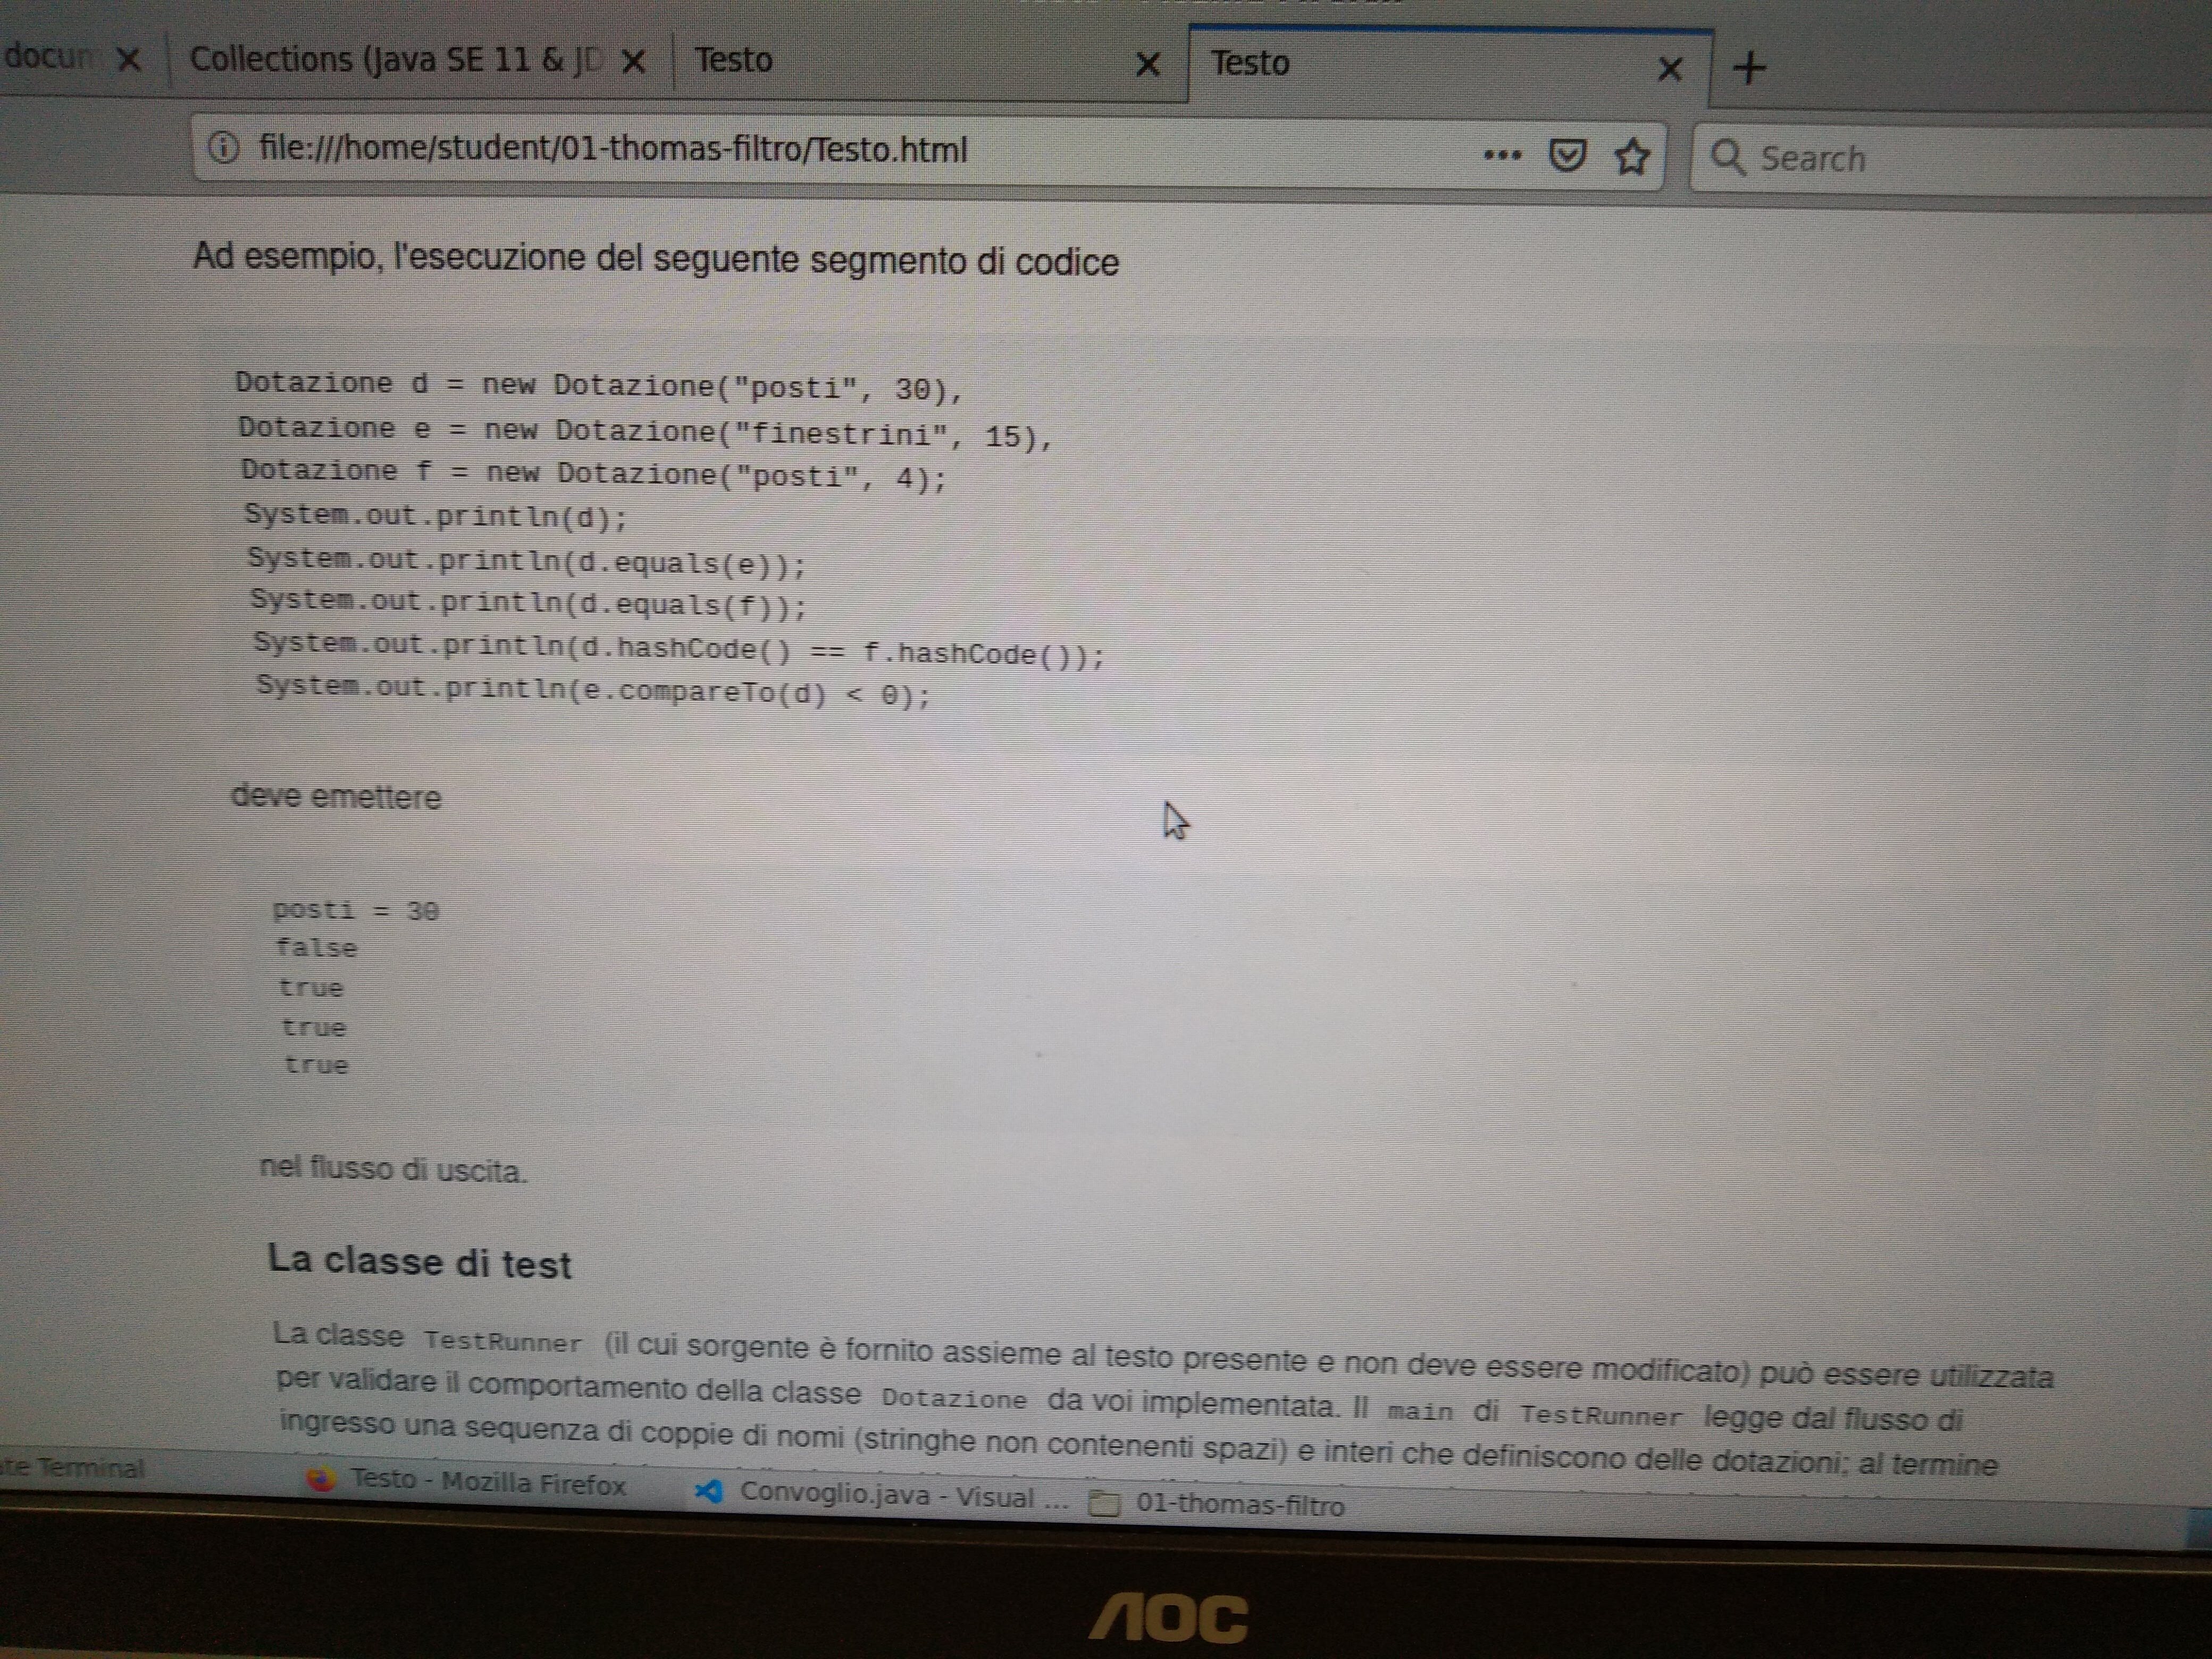 docum
Collections (Java SE 11 & JD
Testo
Testo
file:///home/student/01-thomas-filtro/Testo.html
Search
Ad esempio, l'esecuzione del seguente segmento di codice
Dotazione d = new Dotazione("posti", 30),
Dotazione e = new Dotazione("finestrini", 15),
Dotazione f = new Dotazione("posti", 4);
System.out.println(d);
System.out.println(d.equals(e));
System.out.println(d.equals(f));
System.out.println(d.hashCode() == f.hashCode());
System.out.println(e.compareTo(d) < 0);
deve emettere
posti = 30
false
true
true
true
nel flusso di uscita.
La classe di test
La classe TestRunner (il cui sorgente è fornito assieme al testo presente e non deve essere modificato) può essere utilizzata
per validare il comportamento della classe Dotazione da voi implementata. Il main di TestRunner legge dal flusso di
ingresso una sequenza di coppie di nomi (stringhe non contenenti spazi) e interi che definiscono delle dotazioni; al termine
te Terminal
Testo - Mozilla Firefox
Convoglio.java - Visual ...
01-thomas-filtro
AOC